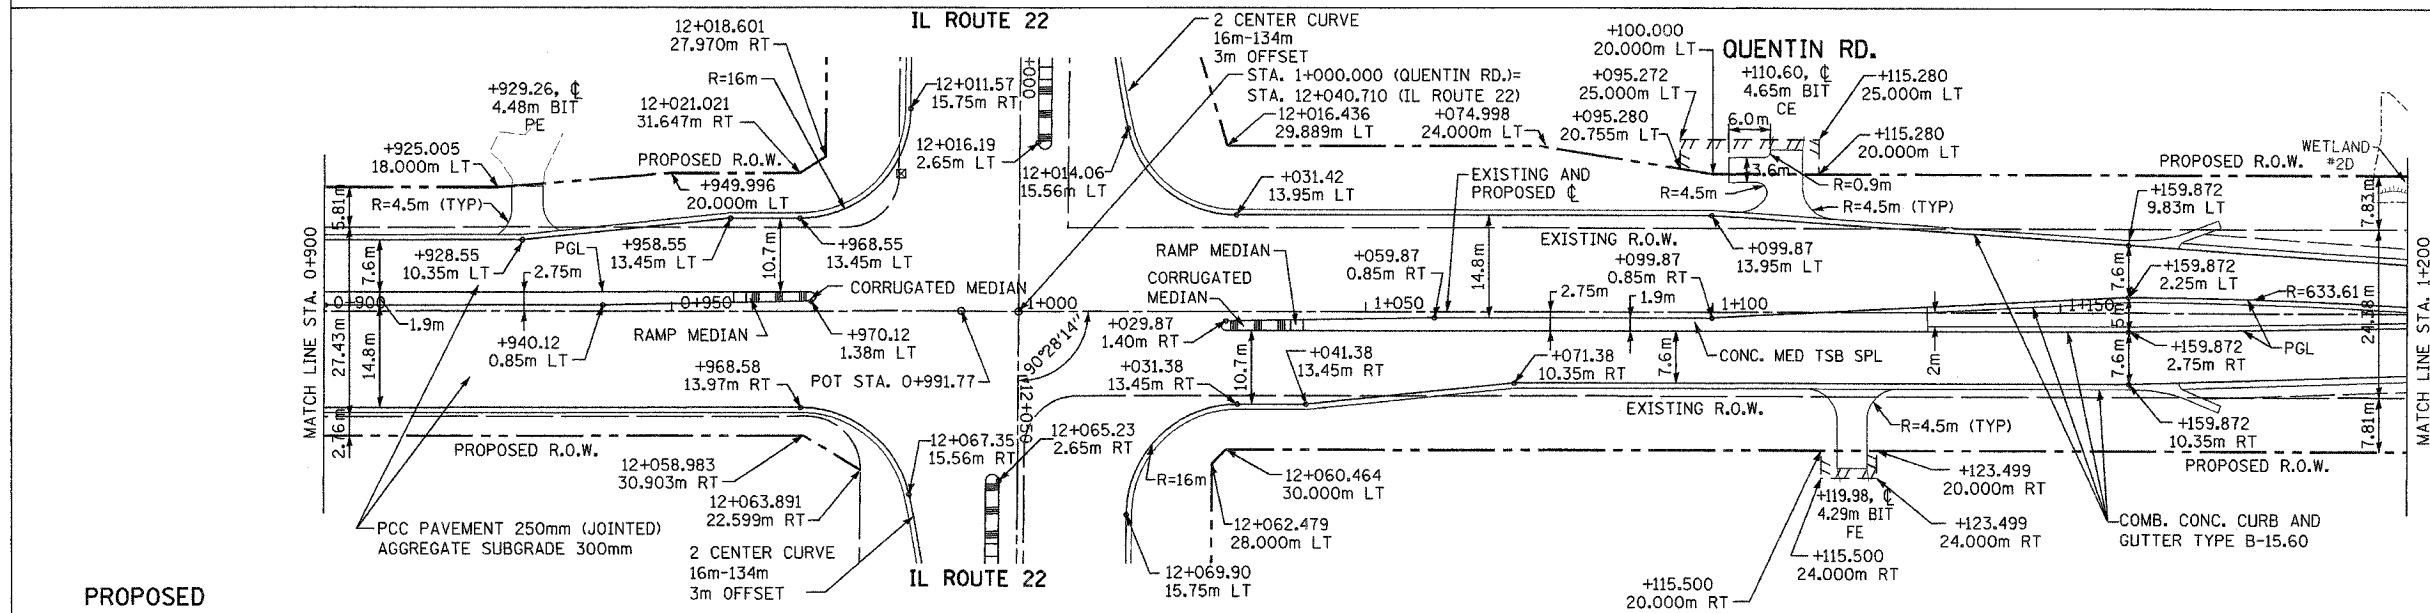 IL ROUTE 22
12+018.601
27.970m RT
R=16m
+929.26, ℄
4.48m BIT
PE
12+021.021
31.647m RT
+925.005
18.000m LT
PROPOSED R.O.W.
+949.996
20.000m LT
R=4.5m (TYP)
5.81m
12+011.57
15.75m RT
12+016.19
2.65m LT
+000
2 CENTER CURVE
16m-134m
3m OFFSET
STA. 1+000.000 (QUENTIN RD.)=
STA. 12+040.710 (IL ROUTE 22)
12+016.436
29.889m LT
12+014.06
15.56m LT
+074.998
24.000m LT
+100.000
20.000m LT
QUENTIN RD.
+095.272
25.000m LT
+110.60, ℄
4.65m BIT
CE
+115.280
25.000m LT
+095.280
20.755m LT
6.0m
+115.280
20.000m LT
WETLAND
#2D
PROPOSED R.O.W.
3.6m
R=0.9m
R=4.5m
R=4.5m (TYP)
+159.872
9.83m LT
7.83m
+031.42
13.95m LT
EXISTING AND
PROPOSED ℄
EXISTING R.O.W.
+099.87
13.95m LT
MATCH LINE STA. 0+900
7.6m
+928.55
10.35m LT
PGL
2.75m
+958.55
13.45m LT
10.7m
+968.55
13.45m LT
CORRUGATED MEDIAN
0+900
1.9m
0+950
RAMP MEDIAN
+970.12
1.38m LT
+940.12
0.85m LT
27.43m
14.8m
+968.58
13.97m RT
POT STA. 0+991.77
1+000
90°28'14"
12+050
RAMP MEDIAN
CORRUGATED
MEDIAN
+029.87
1.40m RT
+059.87
0.85m RT
14.8m
1+050
2.75m
1.9m
+099.87
0.85m RT
1+100
7.6m
+159.872
2.25m LT
R=633.61
1+150
5m
24.38m
MATCH LINE STA. 1+200
+031.38
13.45m RT
10.7m
+041.38
13.45m RT
+071.38
10.35m RT
7.6m
CONC. MED TSB SPL
2m
7.6m
+159.872
2.75m RT
PGL
EXISTING R.O.W.
R=4.5m (TYP)
+159.872
10.35m RT
7.81m
PROPOSED R.O.W.
2.76m
PROPOSED R.O.W.
12+058.983
30.903m RT
12+063.891
22.599m RT
12+067.35
15.56m RT
12+065.23
2.65m RT
R=16m
12+060.464
30.000m LT
12+062.479
28.000m LT
12+069.90
15.75m LT
+123.499
20.000m RT
+119.98, ℄
4.29m BIT
FE
+123.499
24.000m RT
+115.500
24.000m RT
+115.500
20.000m RT
COMB. CONC. CURB AND
GUTTER TYPE B-15.60
PCC PAVEMENT 250mm (JOINTED)
AGGREGATE SUBGRADE 300mm
2 CENTER CURVE
16m-134m
3m OFFSET
IL ROUTE 22
PROPOSED